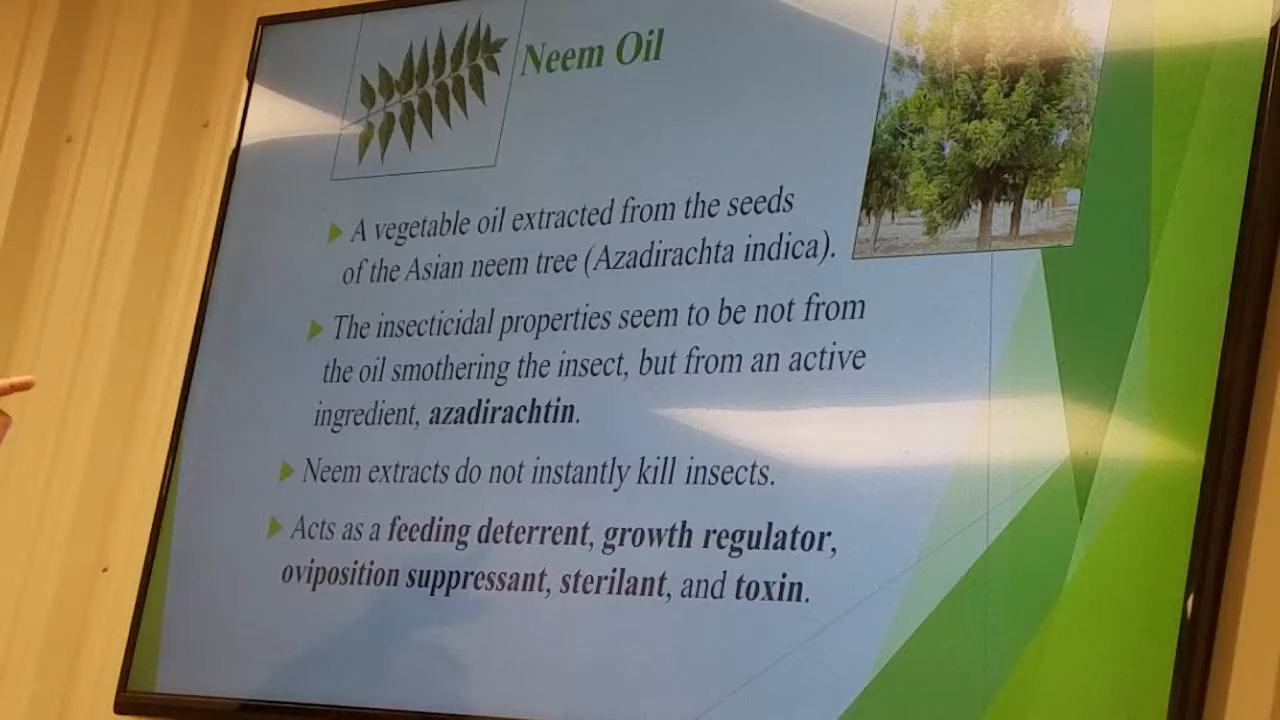 Neem Oil
A vegetable oil extracted from the seeds
of the Asian neem tree (Azadirachta indica).
The insecticidal properties seem to be not from
the oil smothering the insect, but from an active
ingredient, azadirachtin.
Neem extracts do not instantly kill insects.
Acts as a feeding deterrent, growth regulator,
oviposition suppressant, sterilant, and toxin.